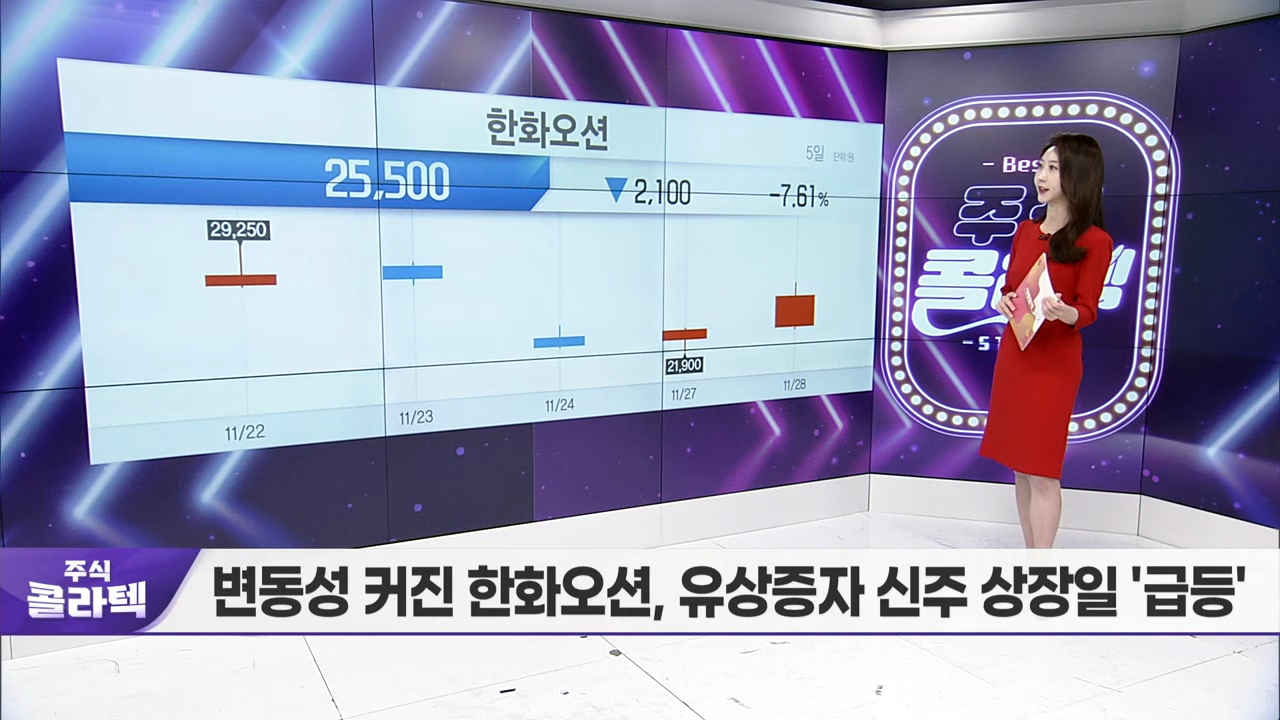 한화오션
5일 단위:원
25,500 ▼2,100 -7.61%
29,250
21,900
11/22 11/23 11/24 11/27 11/28
- Bes
주식
콜라텍
변동성 커진 한화오션, 유상증자 신주 상장일 '급등'